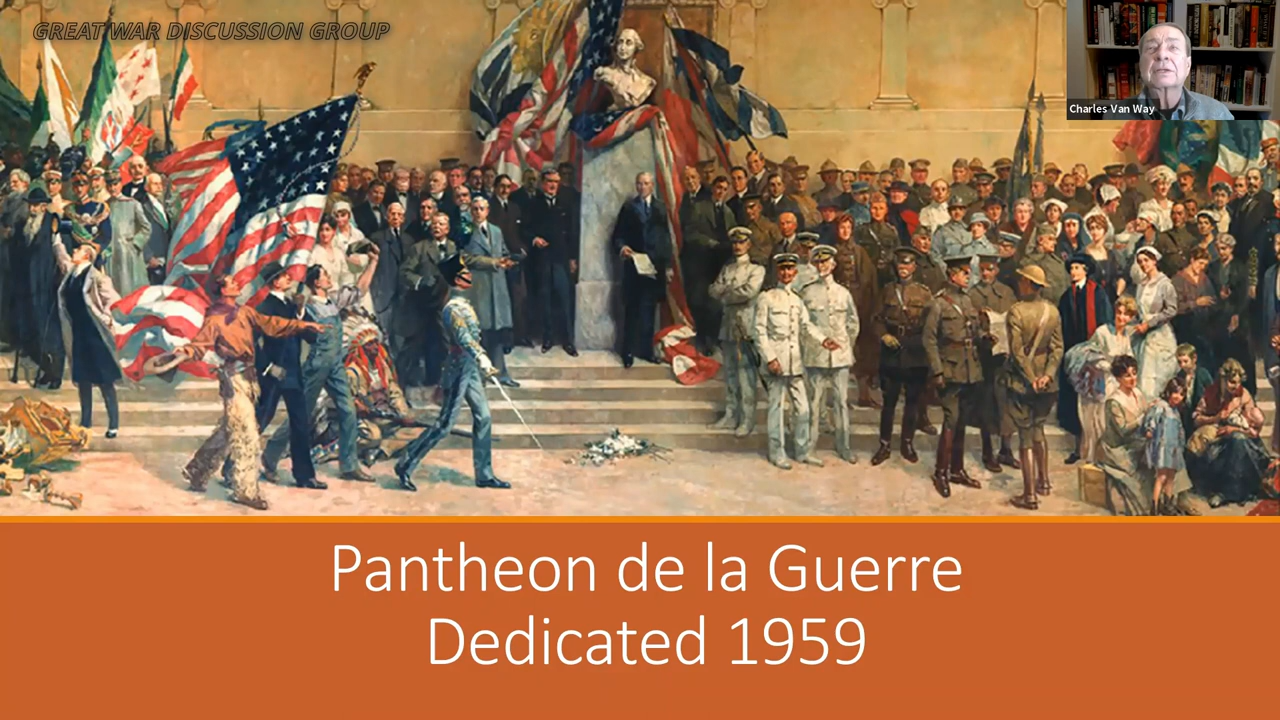 GREAT WAR DISCUSSION GROUP
Charles Van Way
Pantheon de la Guerre
Dedicated 1959